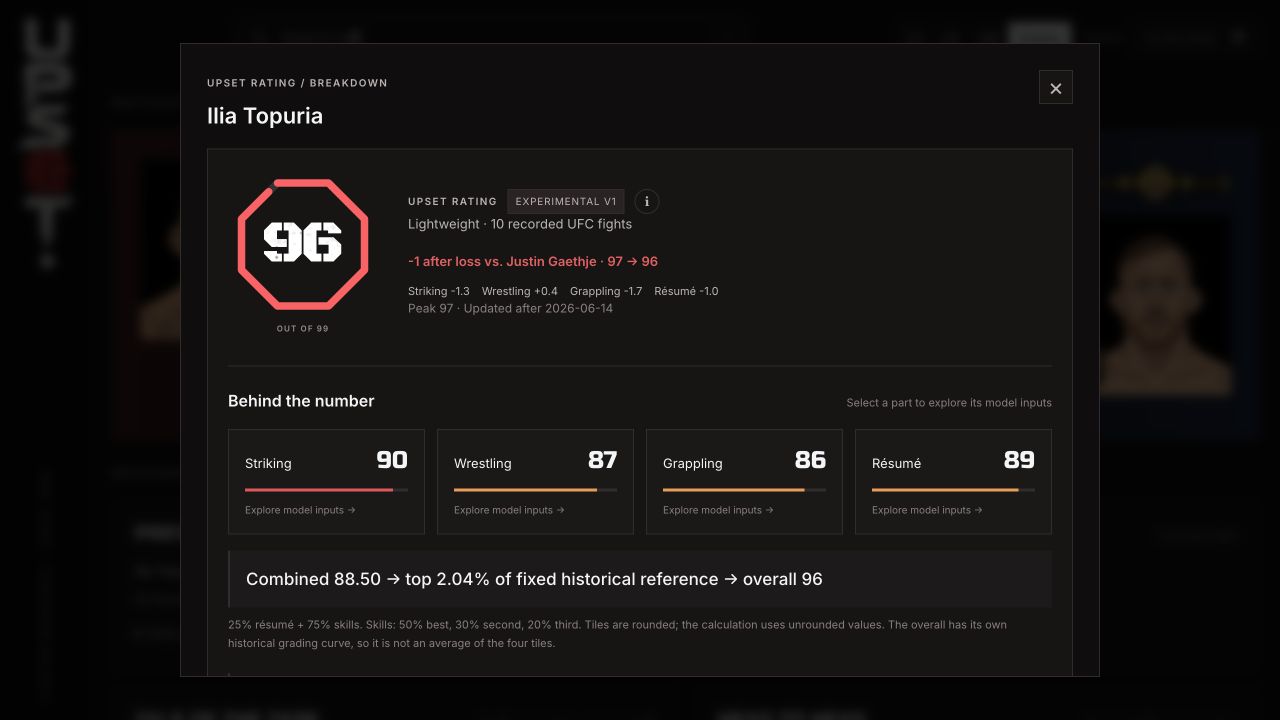 UPSET RATING / BREAKDOWN
Ilia Topuria
96
OUT OF 99
UPSET RATING EXPERIMENTAL V1 i
Lightweight · 10 recorded UFC fights
-1 after loss vs. Justin Gaethje · 97 → 96
Striking -1.3 Wrestling +0.4 Grappling -1.7 Résumé -1.0
Peak 97 · Updated after 2026-06-14
Behind the number
Select a part to explore its model inputs
Striking 90
Explore model inputs →
Wrestling 87
Explore model inputs →
Grappling 86
Explore model inputs →
Résumé 89
Explore model inputs →
Combined 88.50 → top 2.04% of fixed historical reference → overall 96
25% résumé + 75% skills. Skills: 50% best, 30% second, 20% third. Tiles are rounded; the calculation uses unrounded values. The overall has its own
historical grading curve, so it is not an average of the four tiles.